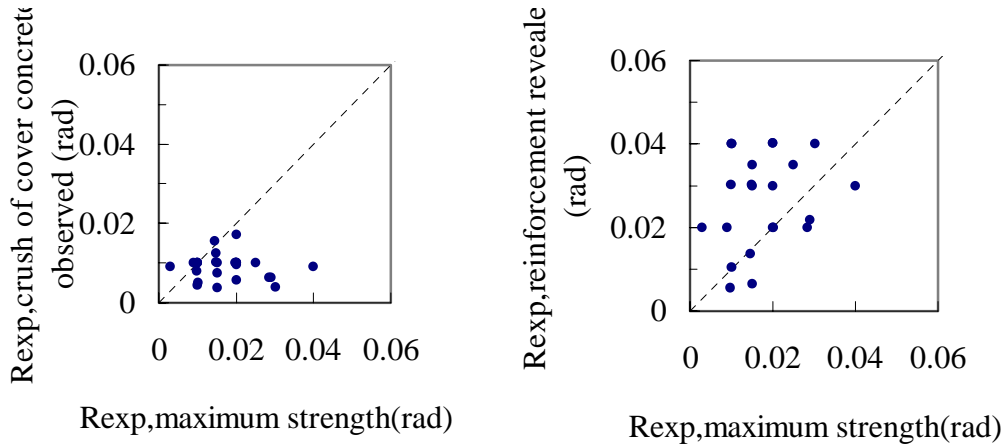 Rexp,crush of cover concrete
observed (rad)
0.06
0.04
0.02
0
0 0.02 0.04 0.06
Rexp,maximum strength(rad)
Rexp,reinforcement reveale
(rad)
0.06
0.04
0.02
0
0 0.02 0.04 0.06
Rexp,maximum strength(rad)